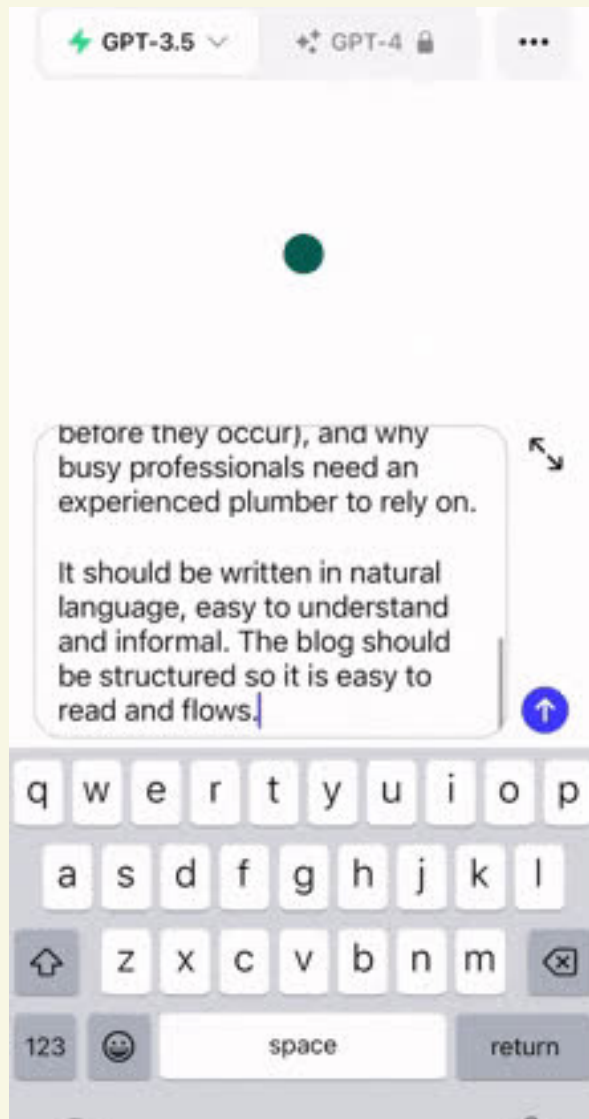 GPT-3.5 GPT-4
before they occur), and why
busy professionals need an
experienced plumber to rely on.
It should be written in natural
language, easy to understand
and informal. The blog should
be structured so it is easy to
read and flows.
q w e r t y u i o p
a s d f g h j k l
z x c v b n m
123 space return